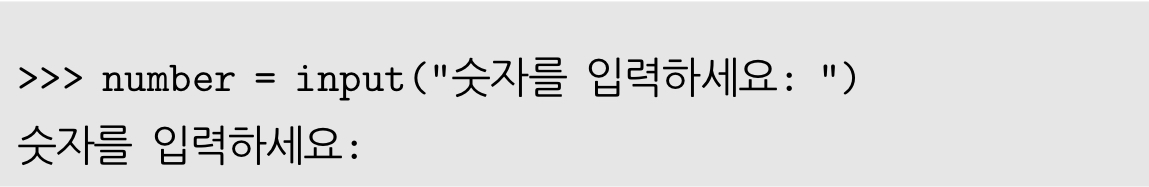 >>> number = input("숫자를 입력하세요: ")
숫자를 입력하세요: